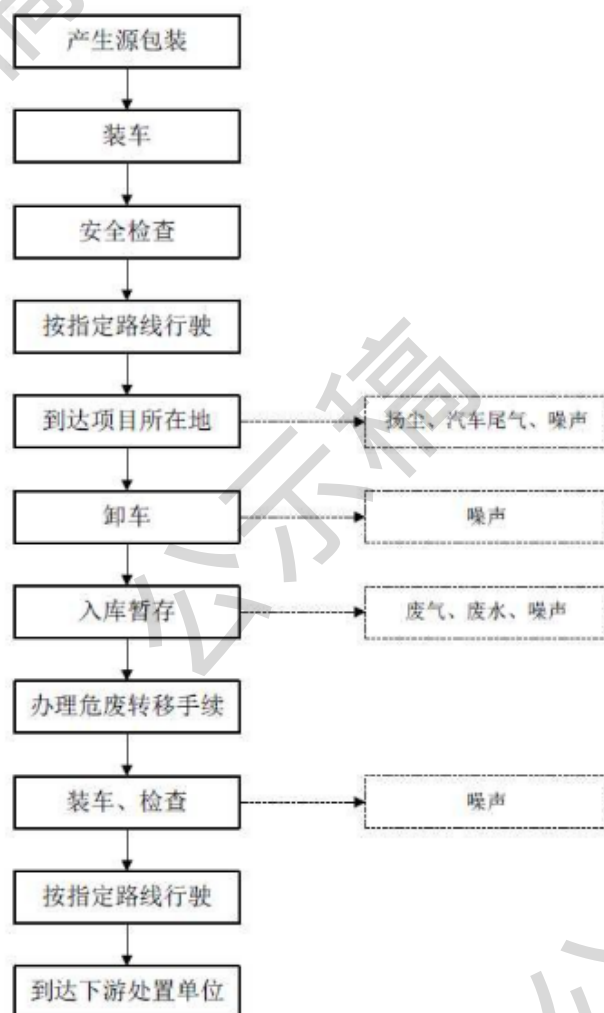 产生源包装
装车
安全检查
按指定路线行驶
到达项目所在地
扬尘、汽车尾气、噪声
卸车
噪声
入库暂存
废气、废水、噪声
办理危废转移手续
装车、检查
噪声
按指定路线行驶
到达下游处置单位
公示稿